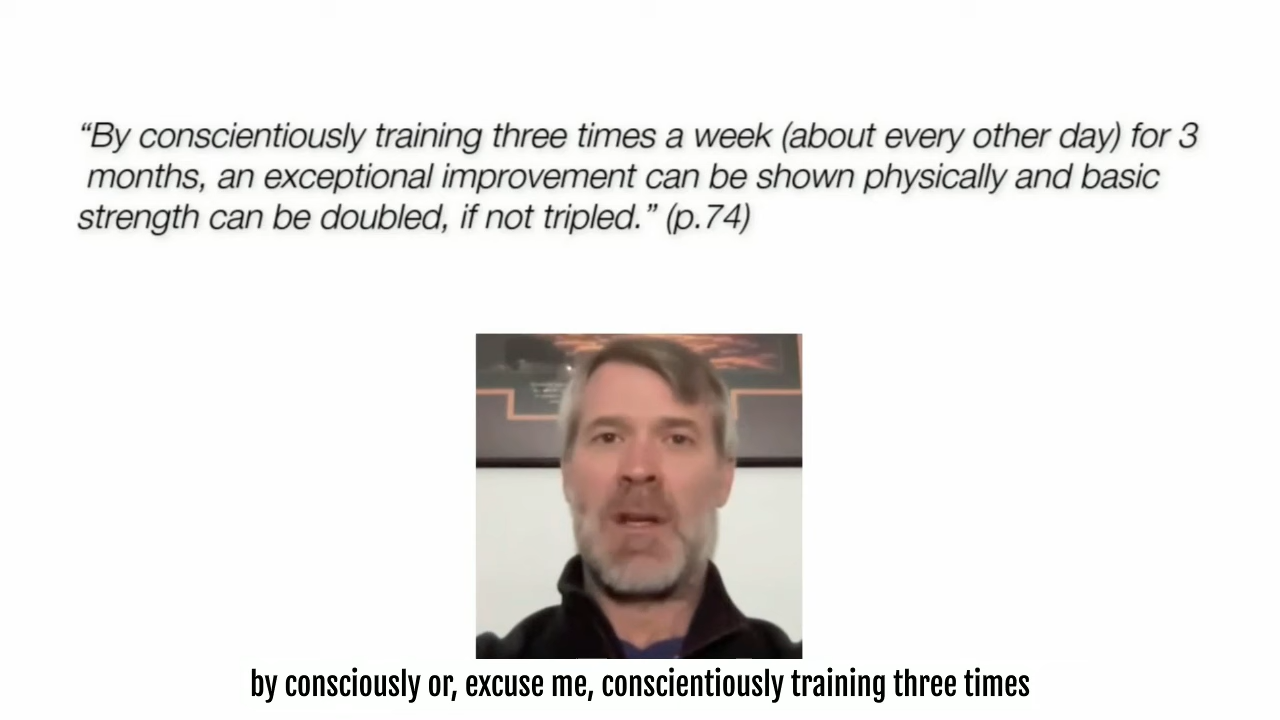 “By conscientiously training three times a week (about every other day) for 3
months, an exceptional improvement can be shown physically and basic
strength can be doubled, if not tripled.” (p.74)
by consciously or, excuse me, conscientiously training three times